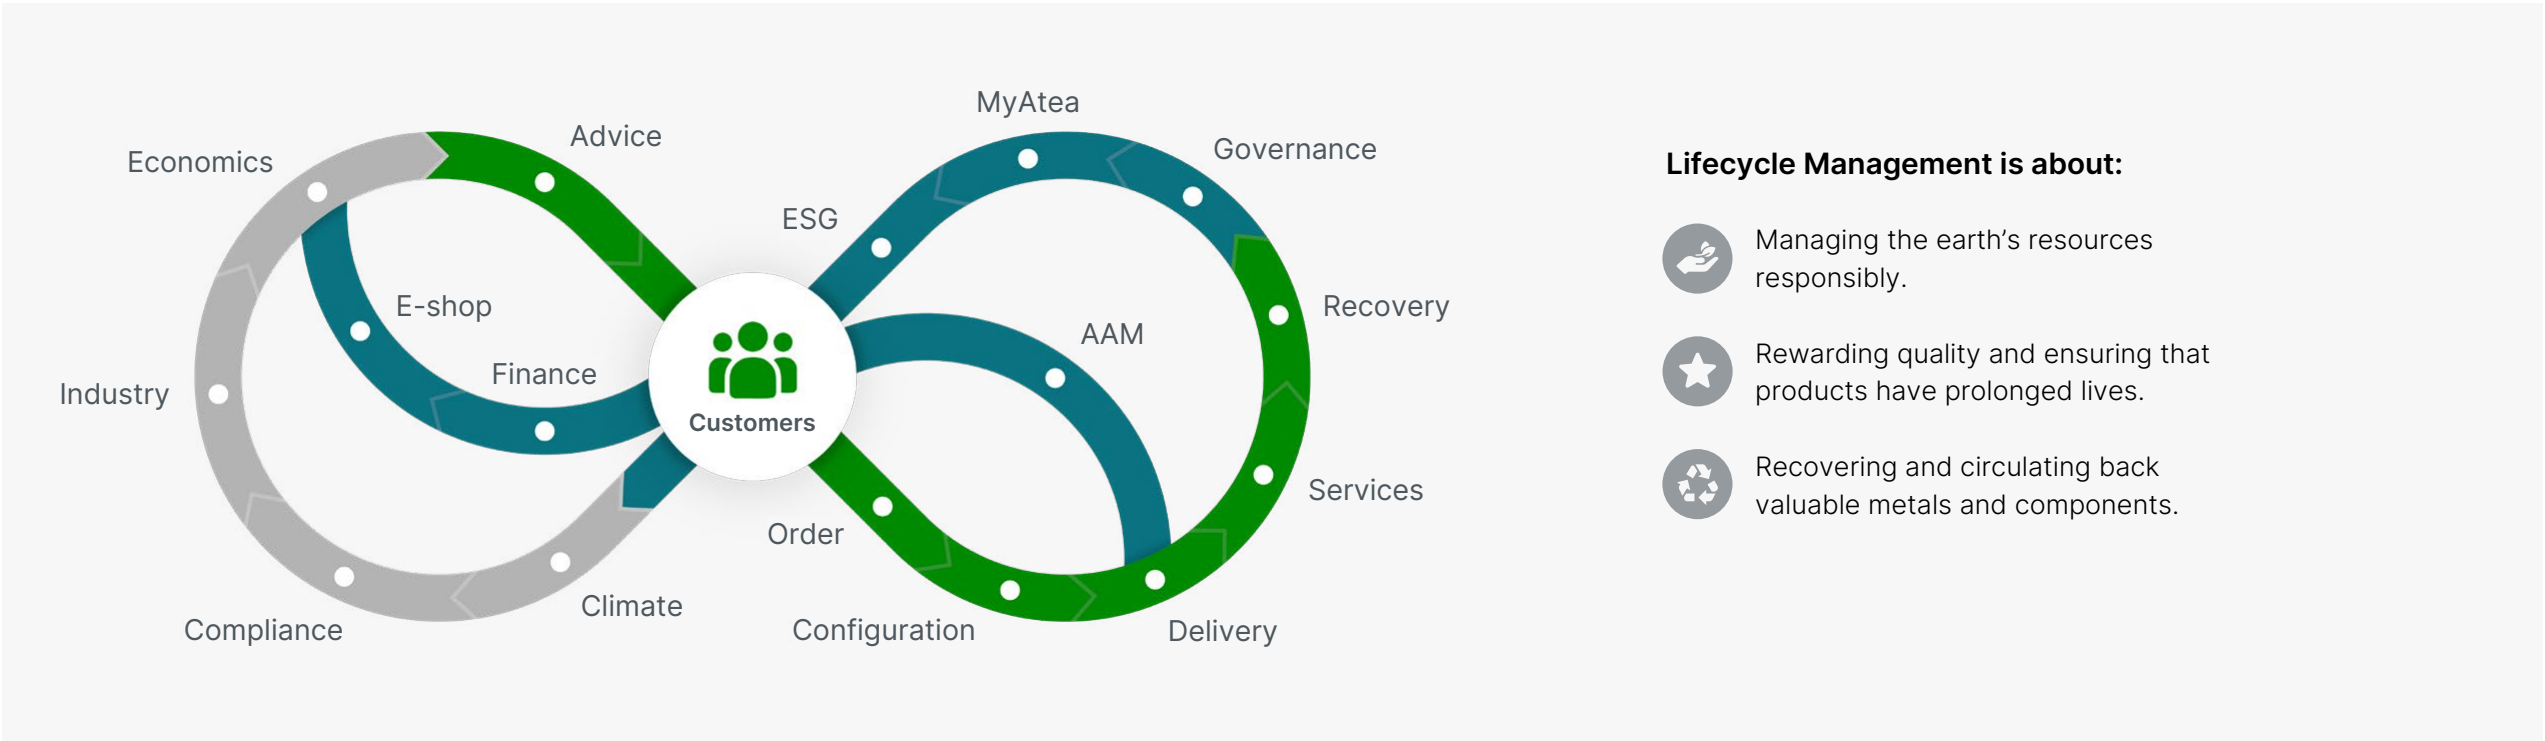 MyAtea
Advice
Governance
Economics
ESG
E-shop
Recovery
AAM
Finance
Industry
Customers
Services
Order
Climate
Compliance
Configuration
Delivery
Lifecycle Management is about:
Managing the earth’s resources
responsibly.
Rewarding quality and ensuring that
products have prolonged lives.
Recovering and circulating back
valuable metals and components.